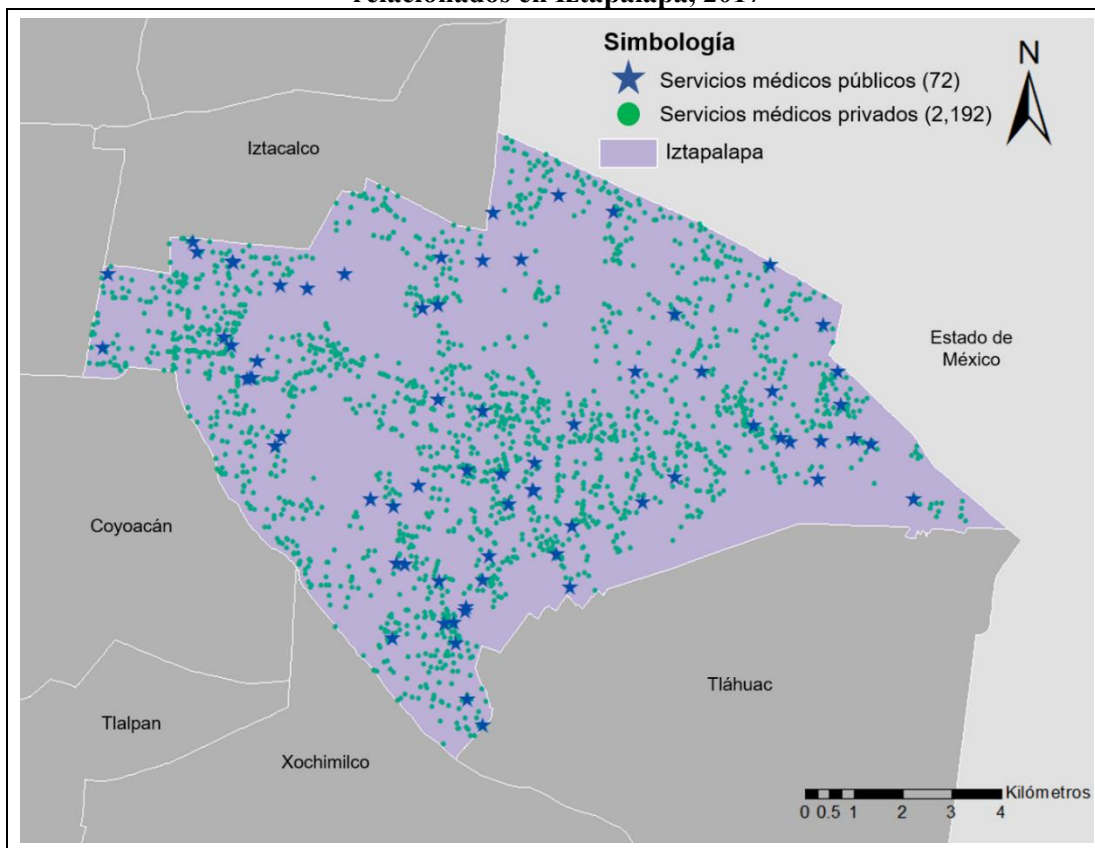 relacionados en Iztapalapa, 2017
Simbología
Servicios médicos públicos (72)
Servicios médicos privados (2,192)
Iztapalapa
N
Iztacalco
Estado de
México
Coyoacán
Tláhuac
Tlalpan
Xochimilco
Kilómetros
0 0.5 1 2 3 4